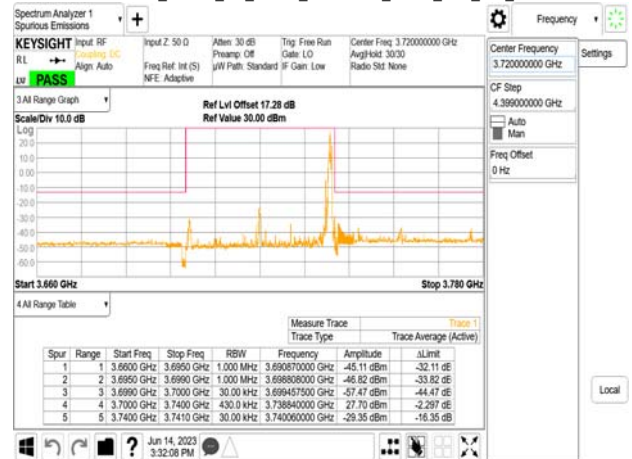 Spectrum Analyzer 1
Spurious Emissions
Frequency
KEYSIGHT Input: RF Input Z: 50 Ω Atten: 30 dB Trig: Free Run Center Freq: 3.720000000 GHz
RL Coupling: DC Preamp: Off Gate: LO Avg|Hold: 30/30
Align: Auto Freq Ref: Int (S) µW Path: Standard IF Gain: Low Radio Std: None
NFE: Adaptive
PASS
Center Frequency
3.720000000 GHz
Settings
CF Step
4.399000000 GHz
Auto
Man
Freq Offset
0 Hz
3 All Range Graph
Ref Lvl Offset 17.28 dB
Scale/Div 10.0 dB Ref Value 30.00 dBm
Log
20.0
10.0
0.00
-10.0
-20.0
-30.0
-40.0
-50.0
-60.0
Start 3.660 GHz Stop 3.780 GHz
4 All Range Table
Measure Trace Trace 1
Trace Type Trace Average (Active)
Spur Range Start Freq Stop Freq RBW Frequency Amplitude ΔLimit
1 1 3.6600 GHz 3.6950 GHz 1.000 MHz 3.690870000 GHz -45.11 dBm -32.11 dB
2 2 3.6950 GHz 3.6990 GHz 1.000 MHz 3.698808000 GHz -46.82 dBm -33.82 dB
3 3 3.6990 GHz 3.7000 GHz 30.00 kHz 3.699457500 GHz -57.47 dBm -44.47 dB
4 4 3.7000 GHz 3.7400 GHz 430.0 kHz 3.738840000 GHz 27.70 dBm -2.297 dB
5 5 3.7400 GHz 3.7410 GHz 30.00 kHz 3.740060000 GHz -29.35 dBm -16.35 dB
Local
Jun 14, 2023
3:32:08 PM